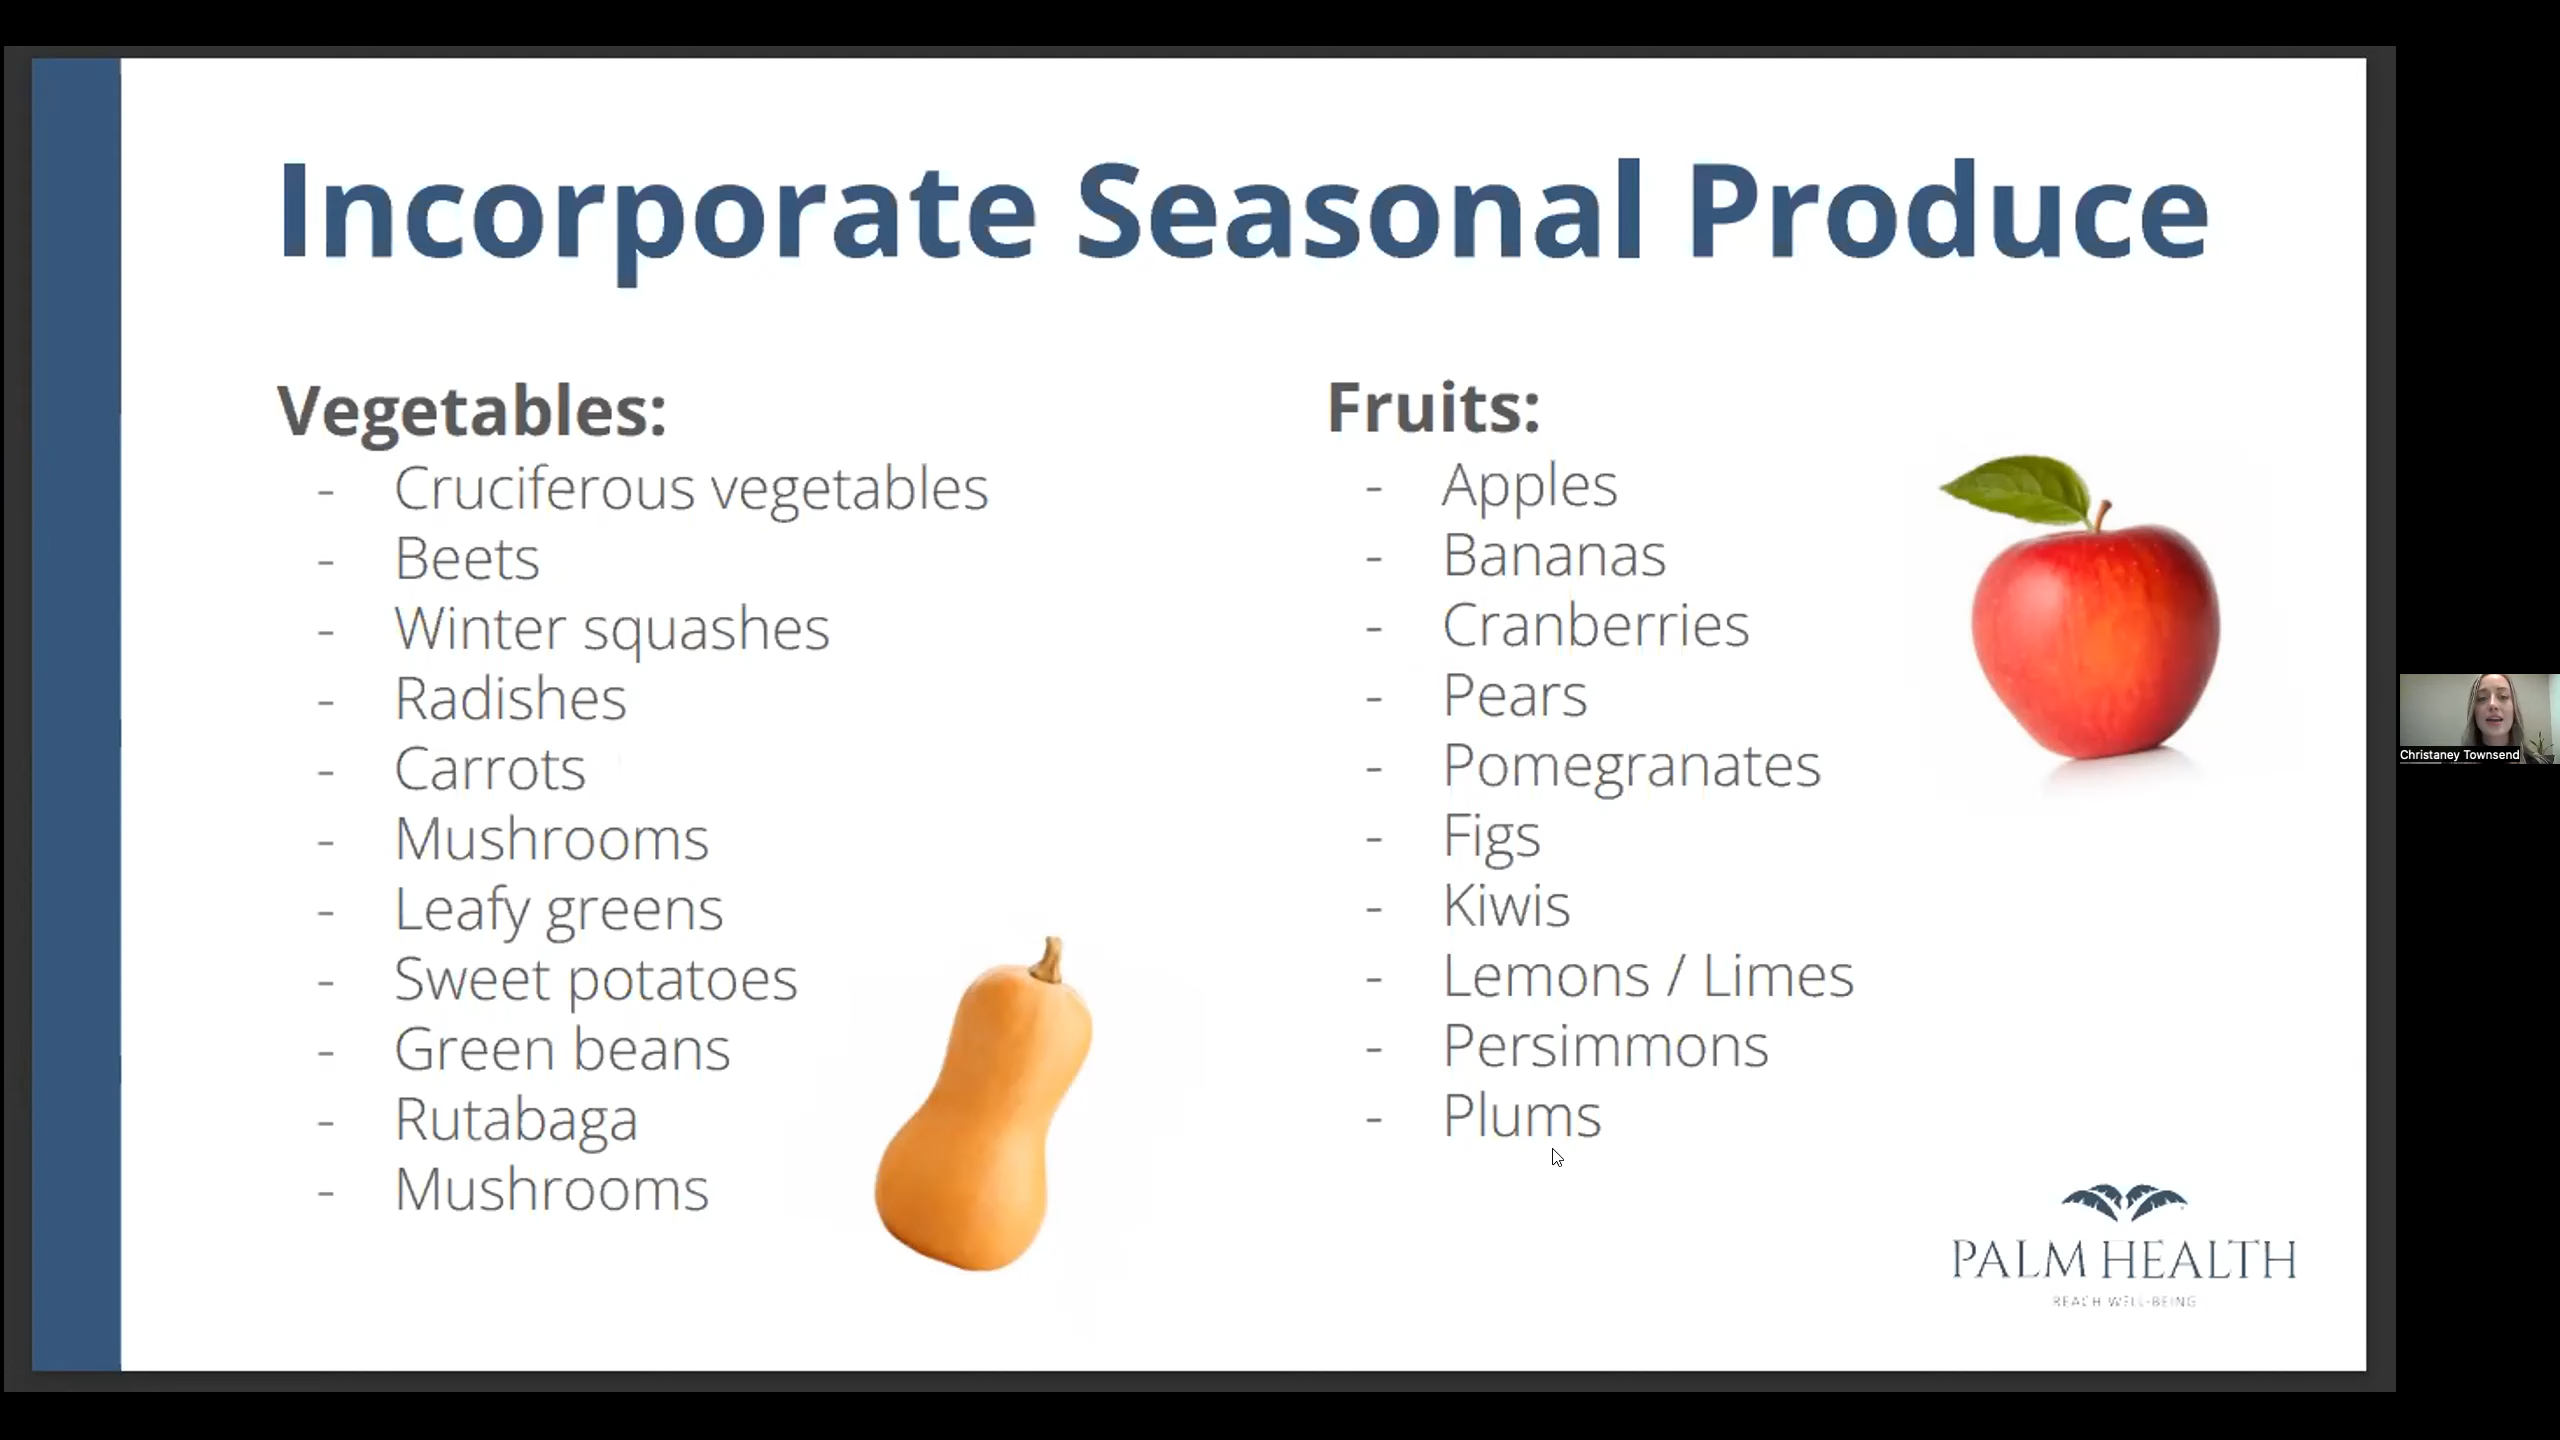 Incorporate Seasonal Produce
Vegetables:
- Cruciferous vegetables
- Beets
- Winter squashes
- Radishes
- Carrots
- Mushrooms
- Leafy greens
- Sweet potatoes
- Green beans
- Rutabaga
- Mushrooms
Fruits:
- Apples
- Bananas
- Cranberries
- Pears
- Pomegranates
- Figs
- Kiwis
- Lemons / Limes
- Persimmons
- Plums
PALM HEALTH
REACH WELL-BEING
Christaney Townsend